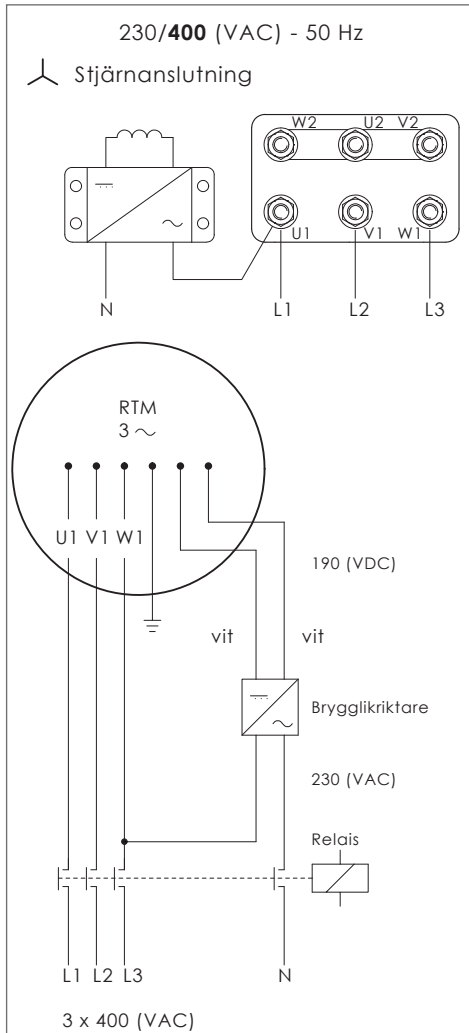 230/400 (VAC) - 50 Hz
Stjärnanslutning
W2 U2 V2
U1 V1 W1
N L1 L2 L3
RTM
3 ~
U1 V1 W1
190 (VDC)
vit vit
Brygglikriktare
230 (VAC)
Relais
L1 L2 L3 N
3 x 400 (VAC)